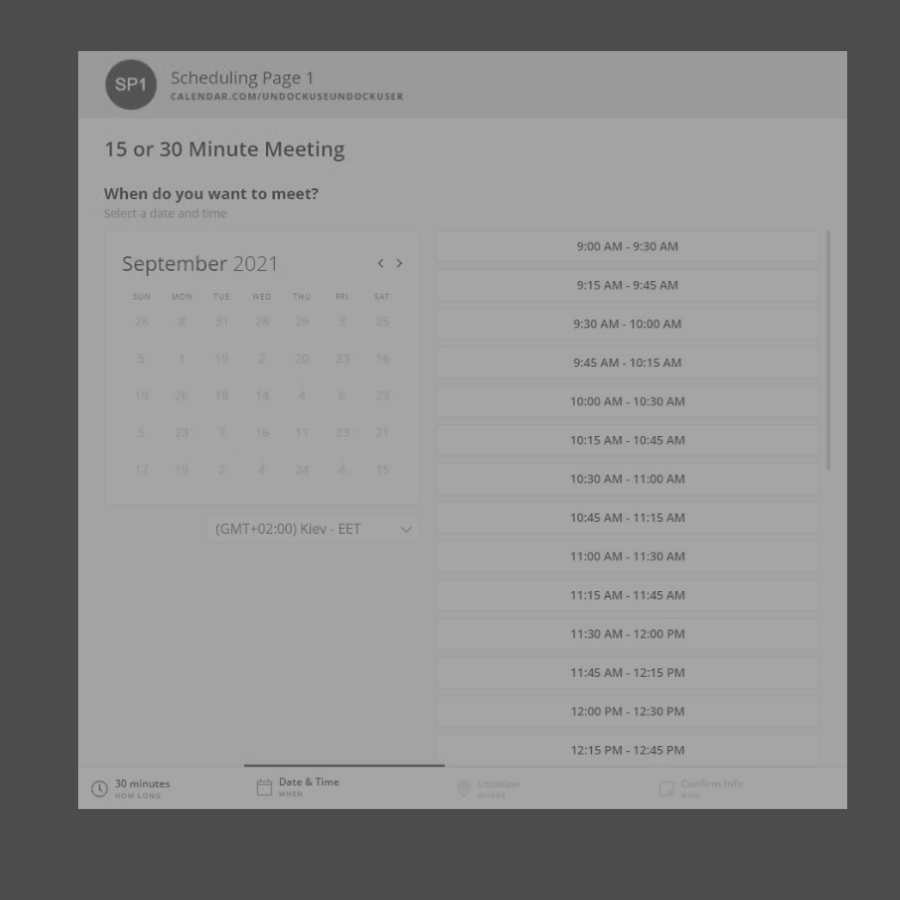 SP1
Scheduling Page 1
CALENDAR.COM/UNDOCKUSEUNDOCKUSER
15 or 30 Minute Meeting
When do you want to meet?
Select a date and time
September 2021
SUN MON TUE WED THU FRI SAT
28 8 31 28 29 3 25
5 1 19 2 20 23 16
19 26 18 14 4 6 23
5 23 7 16 11 23 21
17 19 2 4 24 4 15
(GMT+02:00) Kiev - EET
9:00 AM - 9:30 AM
9:15 AM - 9:45 AM
9:30 AM - 10:00 AM
9:45 AM - 10:15 AM
10:00 AM - 10:30 AM
10:15 AM - 10:45 AM
10:30 AM - 11:00 AM
10:45 AM - 11:15 AM
11:00 AM - 11:30 AM
11:15 AM - 11:45 AM
11:30 AM - 12:00 PM
11:45 AM - 12:15 PM
12:00 PM - 12:30 PM
12:15 PM - 12:45 PM
30 minutes
HOW LONG
Date & Time
WHEN
Location
WHERE
Confirm Info
WHO